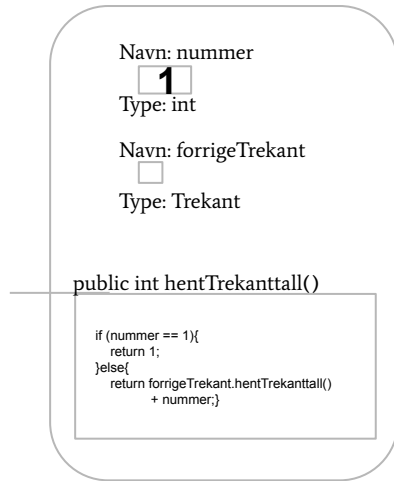 Navn: nummer
1
Type: int
Navn: forrigeTrekant
Type: Trekant
public int hentTrekanttall()
if (nummer == 1){
return 1;
}else{
return forrigeTrekant.hentTrekanttall()
+ nummer;}